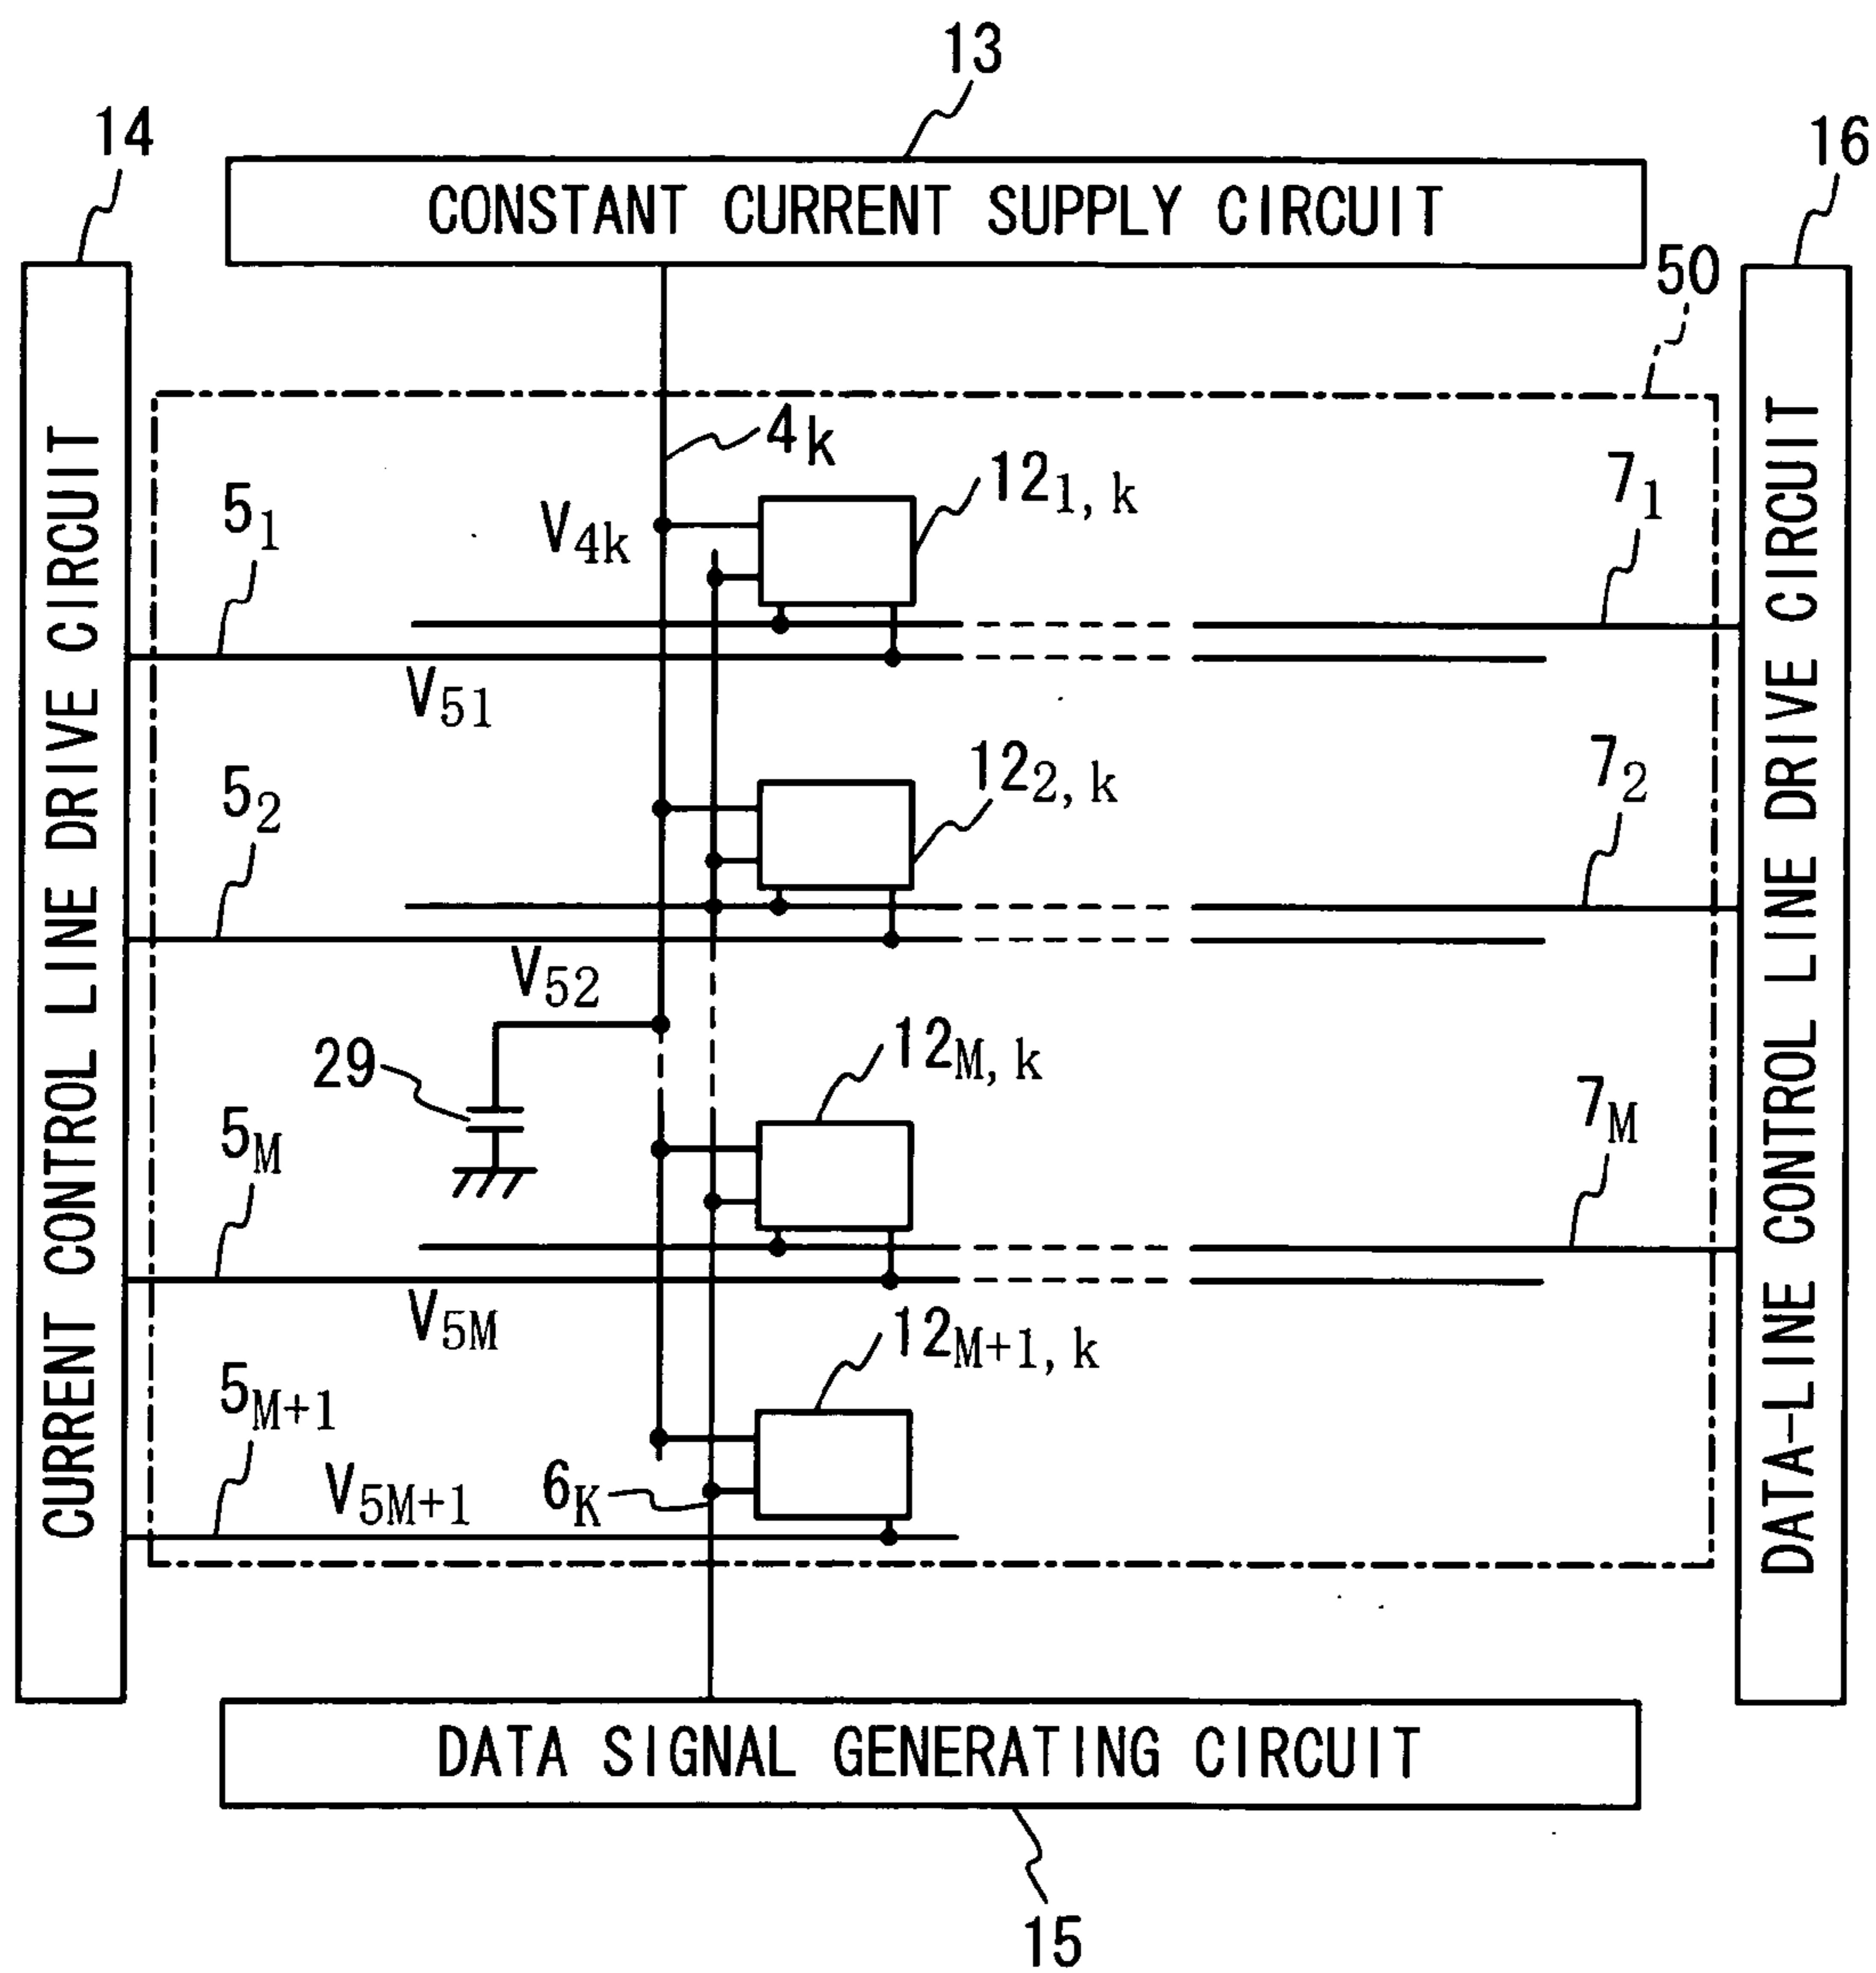 13
14
16
CONSTANT CURRENT SUPPLY CIRCUIT
50
CURRENT CONTROL LINE DRIVE CIRCUIT
DATA-LINE CONTROL LINE DRIVE CIRCUIT
4k
121,k
71
51
V4k
V51
122,k
72
52
V52
29
12M,k
7M
5M
V5M
12M+1,k
5M+1
V5M+1
6K
DATA SIGNAL GENERATING CIRCUIT
15